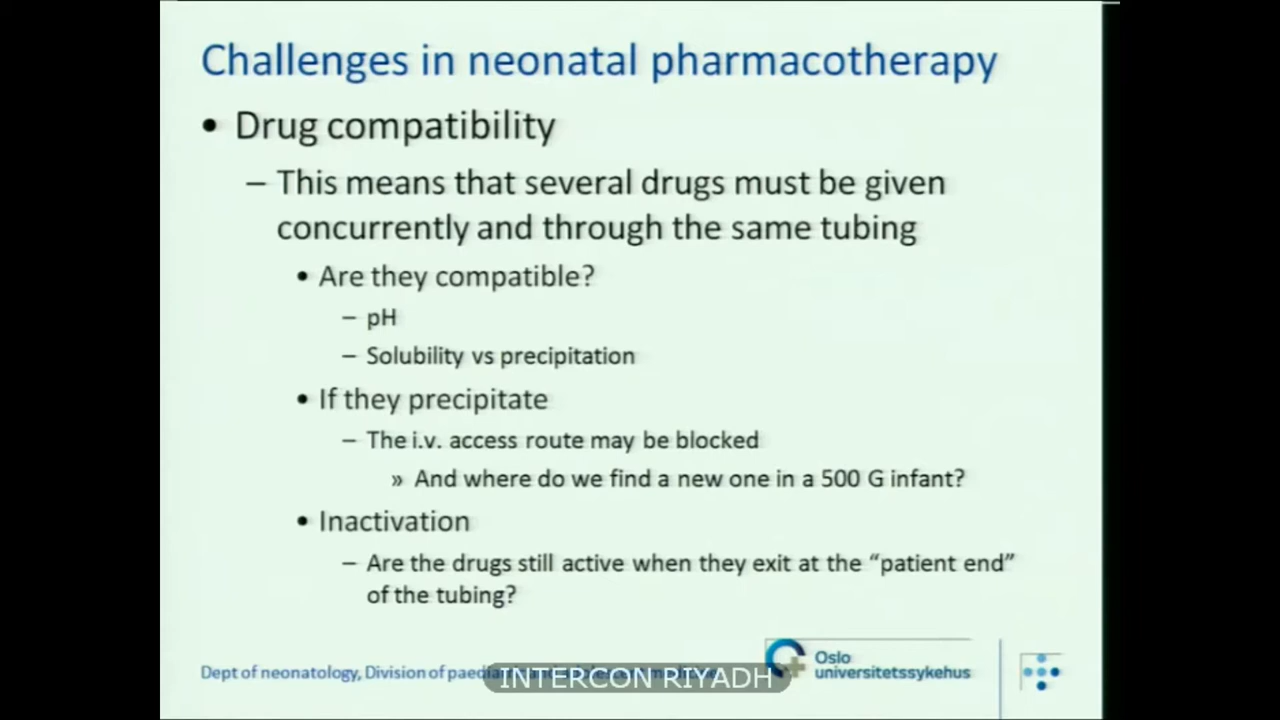 Challenges in neonatal pharmacotherapy
• Drug compatibility
– This means that several drugs must be given
concurrently and through the same tubing
• Are they compatible?
– pH
– Solubility vs precipitation
• If they precipitate
– The i.v. access route may be blocked
» And where do we find a new one in a 500 G infant?
• Inactivation
– Are the drugs still active when they exit at the “patient end”
of the tubing?
Dept of neonatology, Division of
INTERCON RIYADH
Oslo
universitetssykehus